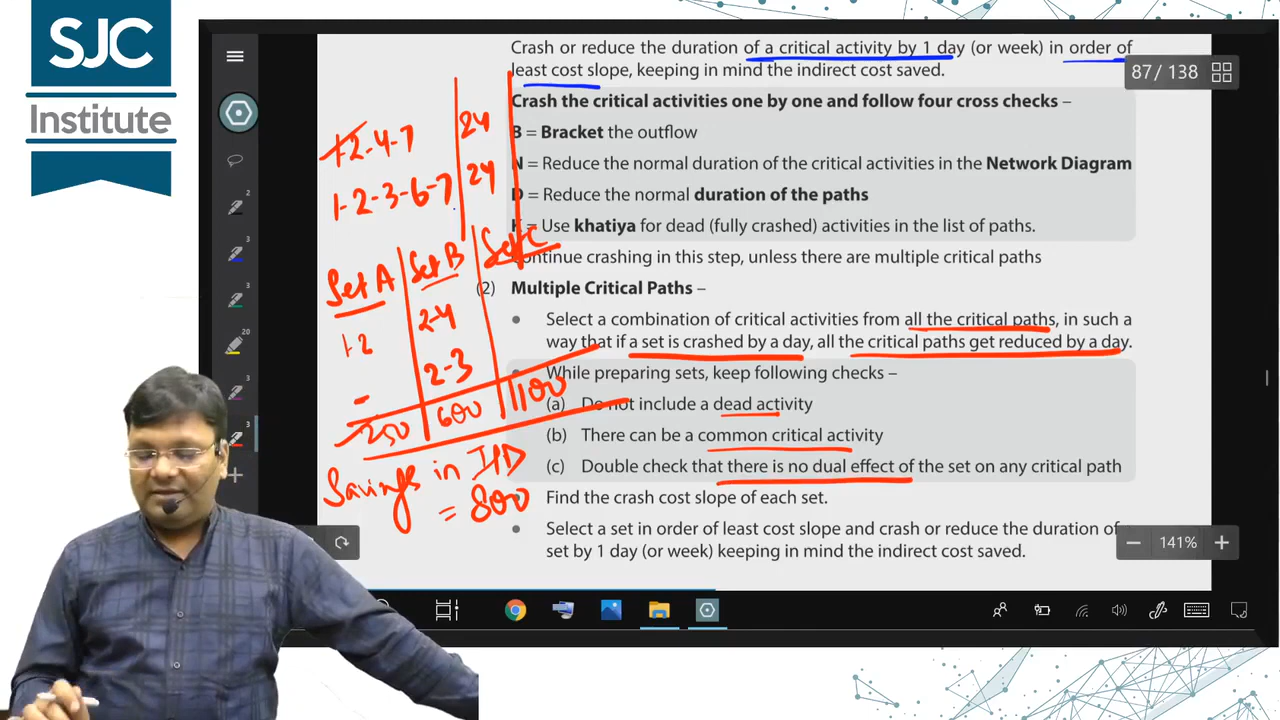 SJC
Institute
87 / 138
Crash or reduce the duration of a critical activity by 1 day (or week) in order of
least cost slope, keeping in mind the indirect cost saved.
Crash the critical activities one by one and follow four cross checks –
B = Bracket the outflow
N = Reduce the normal duration of the critical activities in the Network Diagram
D = Reduce the normal duration of the paths
K = Use khatiya for dead (fully crashed) activities in the list of paths.
Continue crashing in this step, unless there are multiple critical paths
(2) Multiple Critical Paths –
● Select a combination of critical activities from all the critical paths, in such a
way that if a set is crashed by a day, all the critical paths get reduced by a day.
● While preparing sets, keep following checks –
(a) Do not include a dead activity
(b) There can be a common critical activity
(c) Double check that there is no dual effect of the set on any critical path
Find the crash cost slope of each set.
● Select a set in order of least cost slope and crash or reduce the duration of
set by 1 day (or week) keeping in mind the indirect cost saved.
1-2-4-7 24
1-2-3-6-7 24
Set A Set B Set C
1-2 2-4
- 2-3
250 600 1100
Savings in
= 800
141%
2
3
3
3
20
3
3